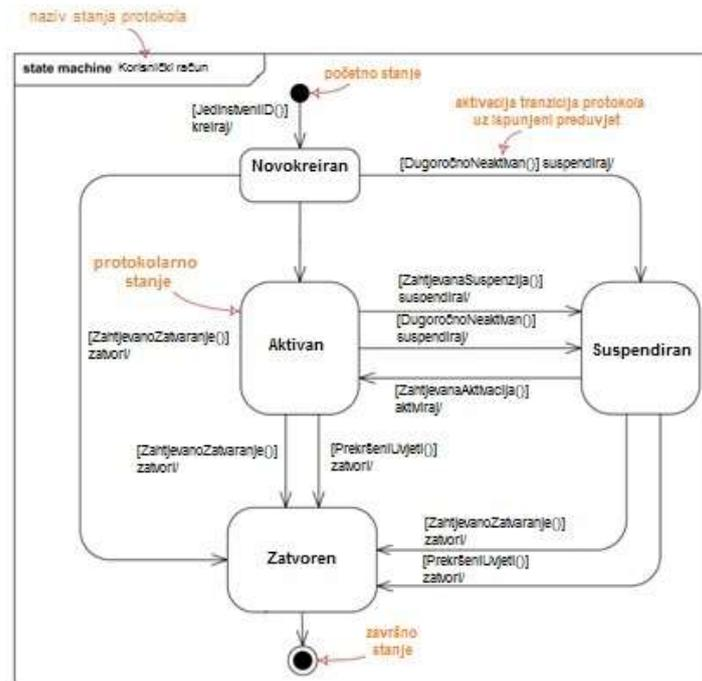 naziv stanja protokola
state machine Korisnički račun
početno stanje
[JedinstveniID()]
kreiraj/
aktivacija tranzicija protokola
uz ispunjeni preduvjet
Novokreiran
[DugoročnoNeaktivan()] suspendiraj/
protokolarno
stanje
[ZahtjevanaSuspenzija()]
suspendiraj/
[DugoročnoNeaktivan()]
suspendiraj/
Aktivan
Suspendiran
[ZahtjevanoZatvaranje()]
zatvori/
[ZahtjevanaAktivacija()]
aktiviraj/
[ZahtjevanoZatvaranje()]
zatvori/
[PrekršeniUvjeti()]
zatvori/
[ZahtjevanoZatvaranje()]
zatvori/
Zatvoren
[PrekršeniUvjeti()]
zatvori/
završno
stanje